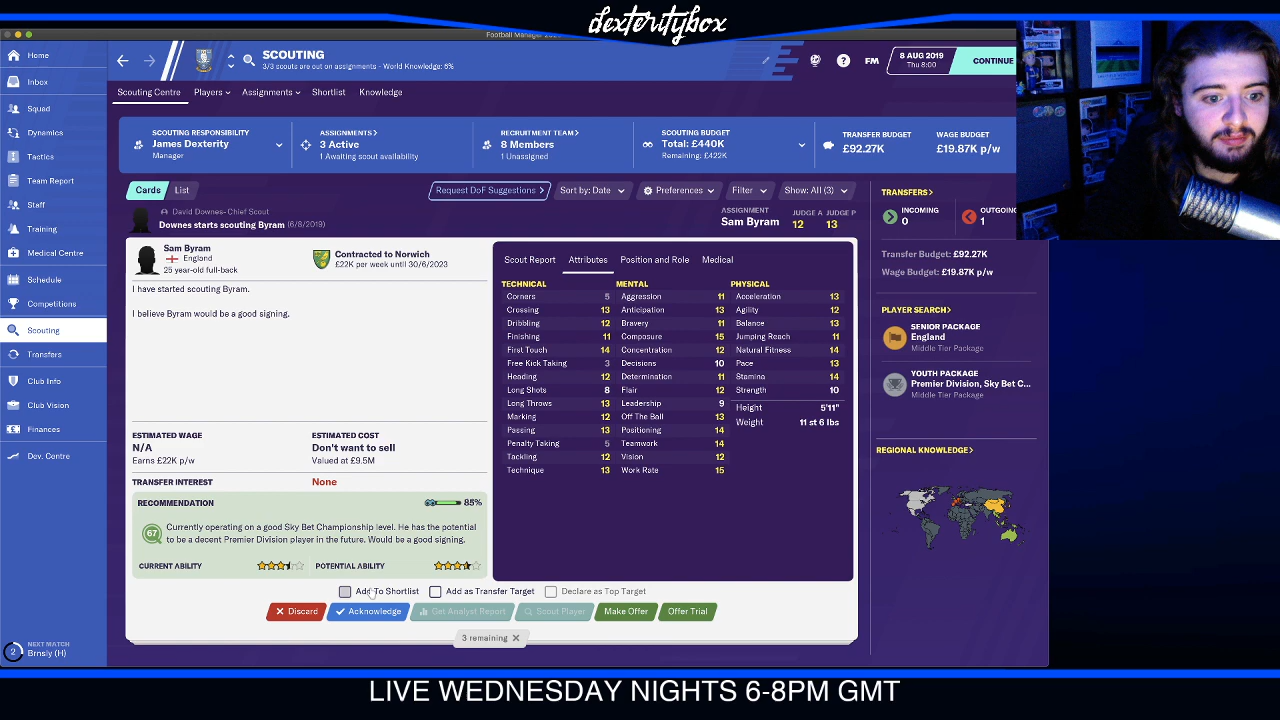 dexteritybox
Football Manager 20
Home
Inbox
Squad
Dynamics
Tactics
Team Report
Staff
Training
Medical Centre
Schedule
Competitions
Scouting
Transfers
Club Info
Club Vision
Finances
Dev. Centre
2
NEXT MATCH
Brnsly (H)
SCOUTING
3/3 scouts are out on assignments - World Knowledge: 6%
FM
8 AUG 2019
Thu 8:00
CONTINUE
Scouting Centre
Players
Assignments
Shortlist
Knowledge
SCOUTING RESPONSIBILITY
James Dexterity
Manager
ASSIGNMENTS>
3 Active
1 Awaiting scout availability
RECRUITMENT TEAM>
8 Members
1 Unassigned
SCOUTING BUDGET
Total: £440K
Remaining: £422K
TRANSFER BUDGET
£92.27K
WAGE BUDGET
£19.87K p/w
Cards
List
Request DoF Suggestions >
Sort by: Date
Preferences
Filter
Show: All (3)
David Downes- Chief Scout
Downes starts scouting Byram (6/8/2019)
ASSIGNMENT
Sam Byram
JUDGE A
12
JUDGE P
13
Sam Byram
England
25 year-old full-back
Contracted to Norwich
£22K per week until 30/6/2023
I have started scouting Byram.
I believe Byram would be a good signing.
ESTIMATED WAGE
N/A
Earns £22K p/w
ESTIMATED COST
Don't want to sell
Valued at £9.5M
TRANSFER INTEREST
None
RECOMMENDATION
85%
67
Currently operating on a good Sky Bet Championship level. He has the potential
to be a decent Premier Division player in the future. Would be a good signing.
CURRENT ABILITY
POTENTIAL ABILITY
Scout Report
Attributes
Position and Role
Medical
TECHNICAL
Corners 5
Crossing 13
Dribbling 12
Finishing 11
First Touch 14
Free Kick Taking 3
Heading 12
Long Shots 8
Long Throws 13
Marking 12
Passing 13
Penalty Taking 5
Tackling 12
Technique 13
MENTAL
Aggression 11
Anticipation 13
Bravery 11
Composure 15
Concentration 12
Decisions 10
Determination 11
Flair 12
Leadership 9
Off The Ball 13
Positioning 14
Teamwork 14
Vision 12
Work Rate 15
PHYSICAL
Acceleration 13
Agility 12
Balance 13
Jumping Reach 11
Natural Fitness 14
Pace 13
Stamina 14
Strength 10
Height 5'11"
Weight 11 st 6 lbs
Add To Shortlist
Add as Transfer Target
Declare as Top Target
Discard
Acknowledge
Get Analyst Report
Scout Player
Make Offer
Offer Trial
3 remaining
TRANSFERS>
INCOMING
0
OUTGOIN
1
Transfer Budget: £92.27K
Wage Budget: £19.87K p/w
PLAYER SEARCH>
SENIOR PACKAGE
England
Middle Tier Package
YOUTH PACKAGE
Premier Division, Sky Bet C...
Middle Tier Package
REGIONAL KNOWLEDGE>
LIVE WEDNESDAY NIGHTS 6-8PM GMT